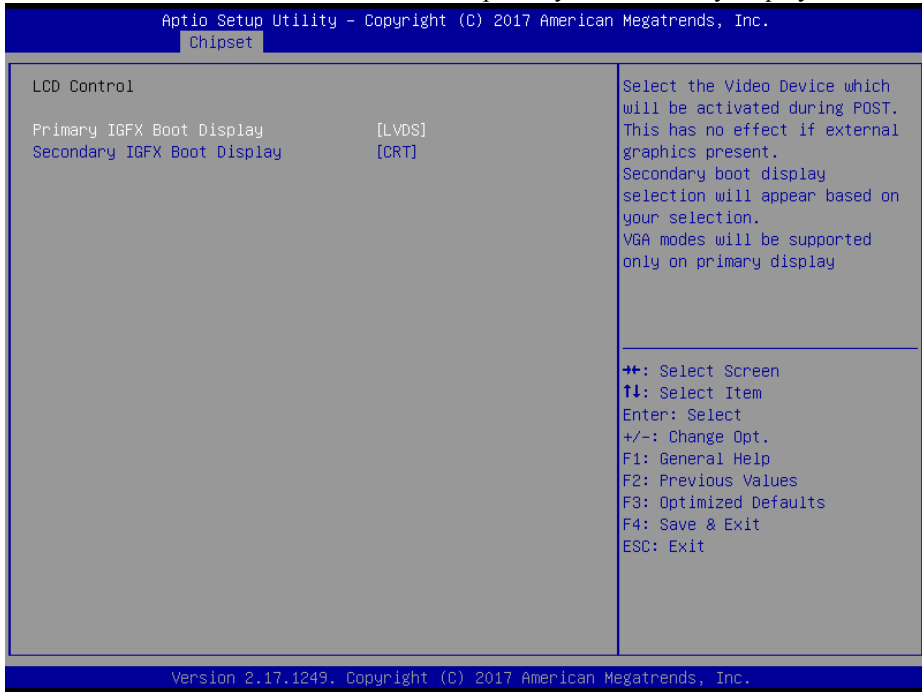 Aptio Setup Utility – Copyright (C) 2017 American Megatrends, Inc.
Chipset
LCD Control
Primary IGFX Boot Display [LVDS]
Secondary IGFX Boot Display [CRT]
Select the Video Device which
will be activated during POST.
This has no effect if external
graphics present.
Secondary boot display
selection will appear based on
your selection.
VGA modes will be supported
only on primary display
→←: Select Screen
↑↓: Select Item
Enter: Select
+/-: Change Opt.
F1: General Help
F2: Previous Values
F3: Optimized Defaults
F4: Save & Exit
ESC: Exit
Version 2.17.1249. Copyright (C) 2017 American Megatrends, Inc.